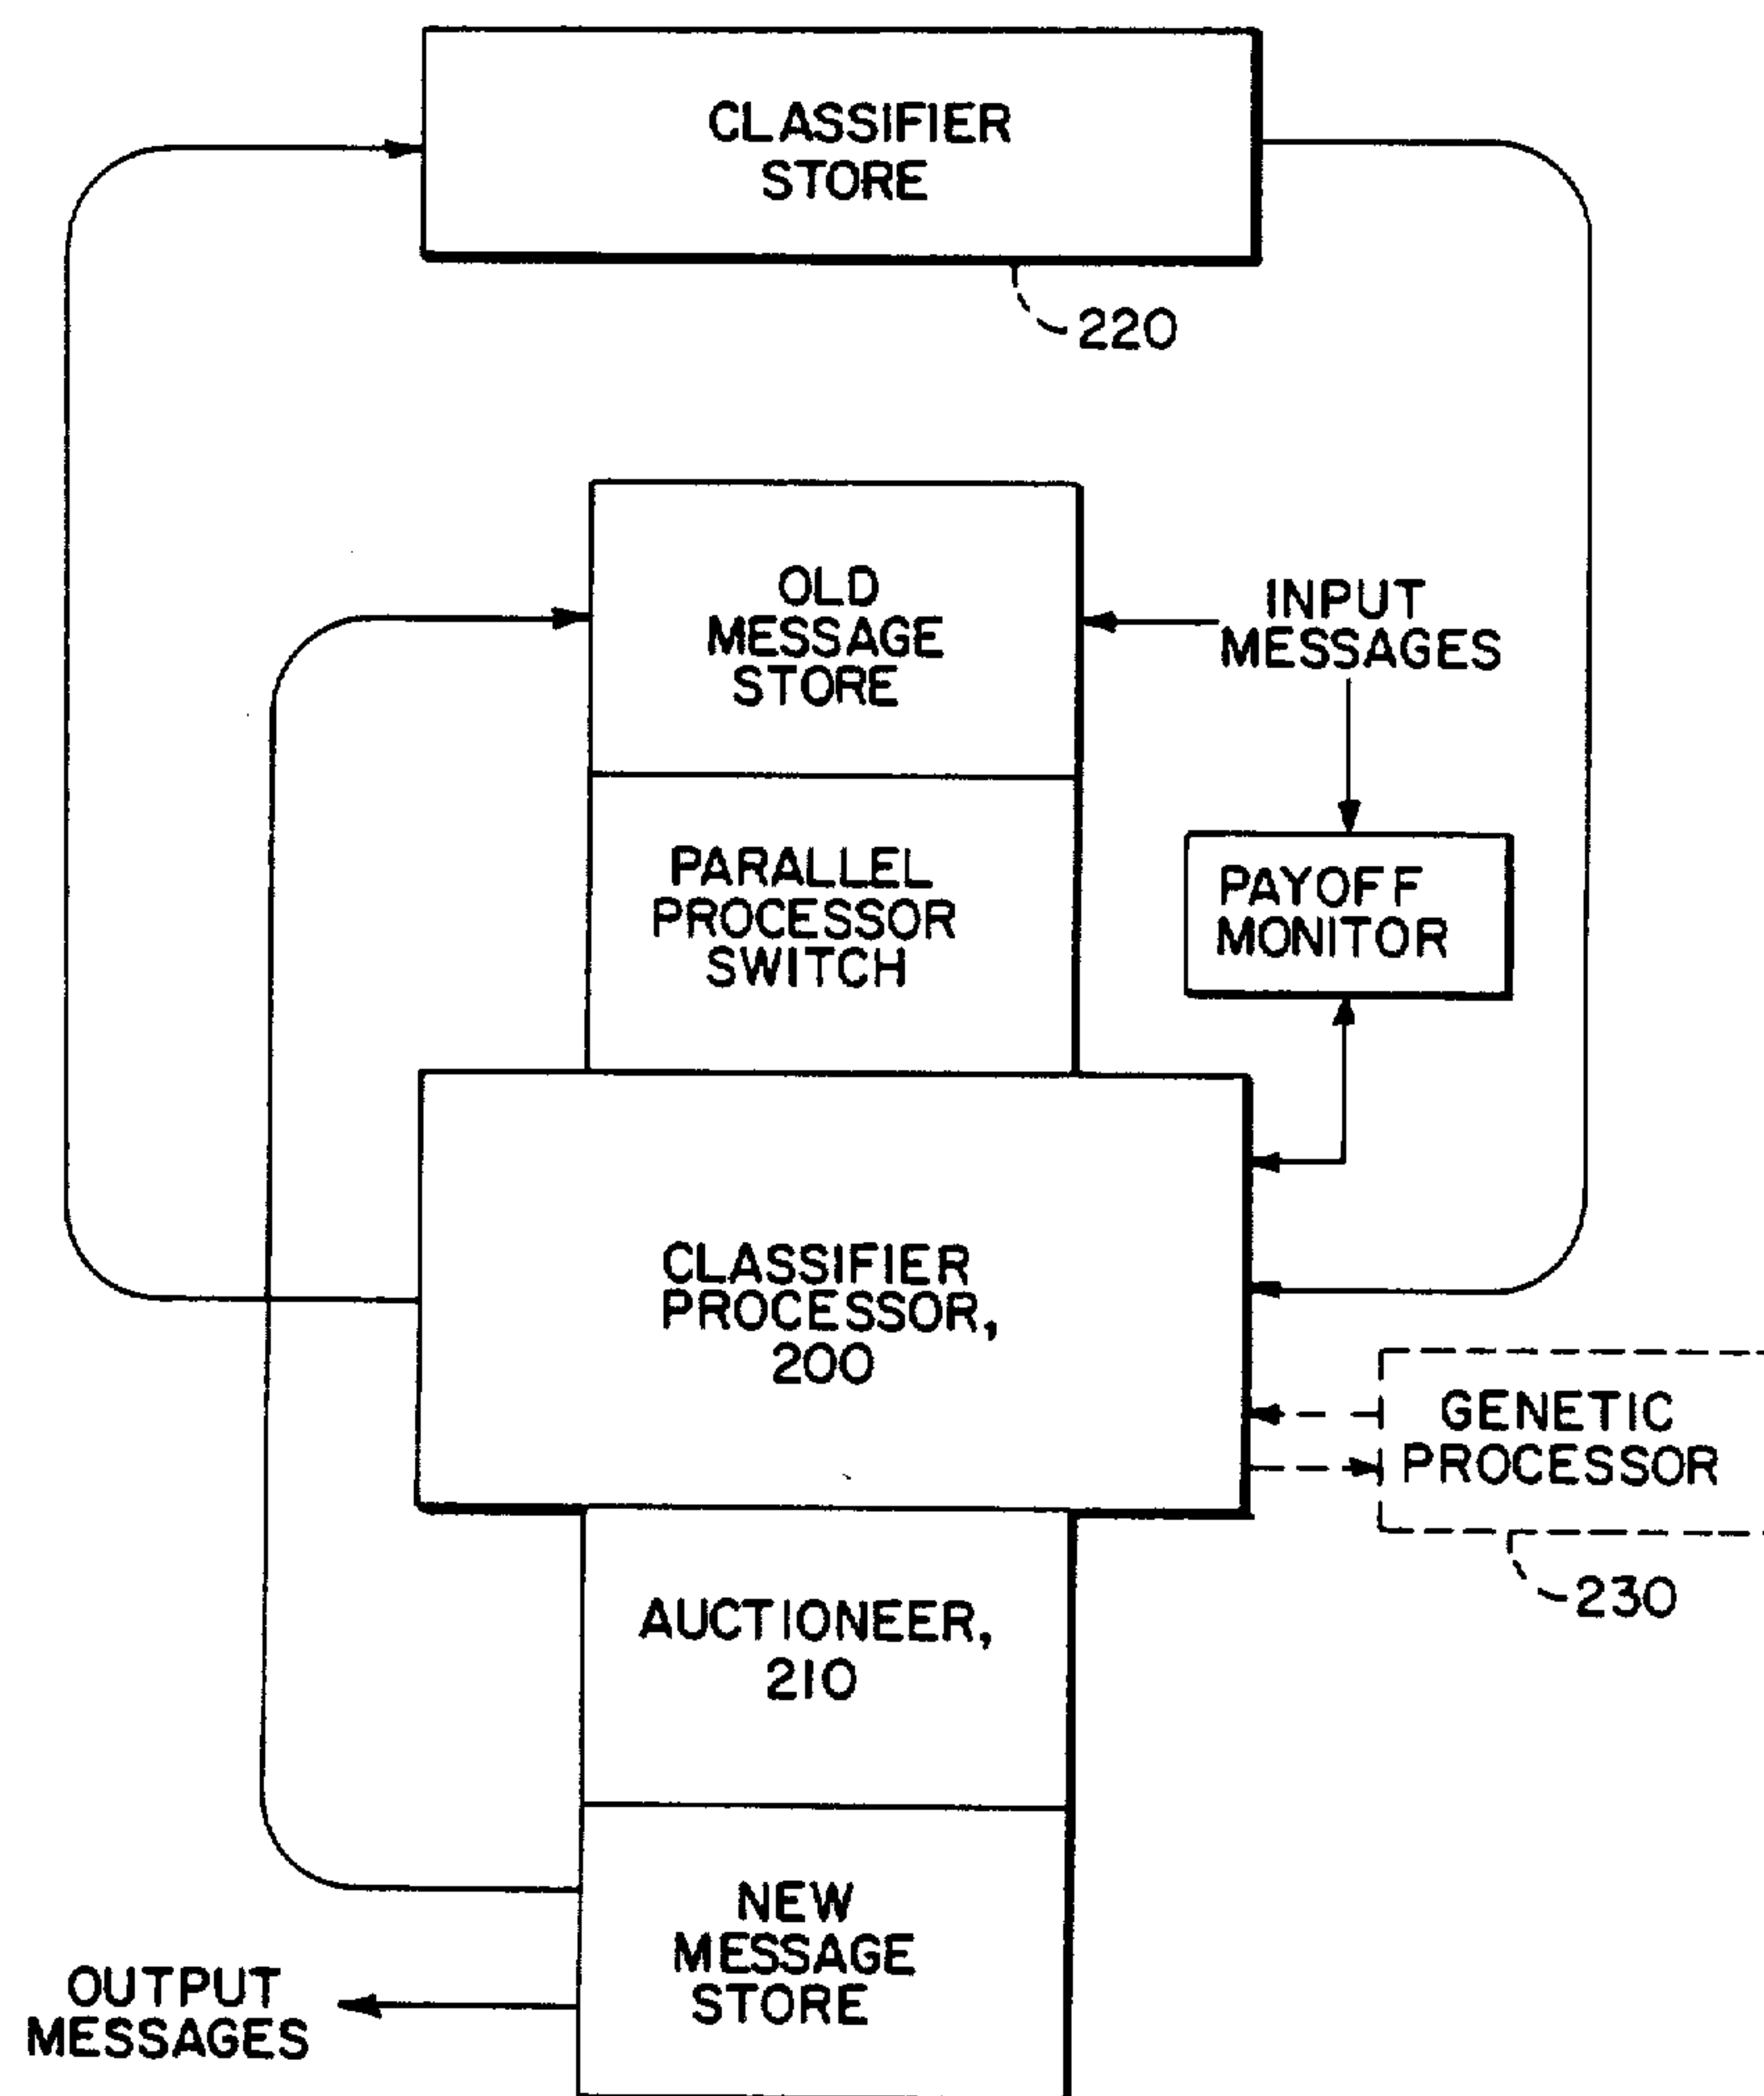 CLASSIFIER
STORE
220
OLD
MESSAGE
STORE
INPUT
MESSAGES
PARALLEL
PROCESSOR
SWITCH
PAYOFF
MONITOR
CLASSIFIER
PROCESSOR,
200
GENETIC
PROCESSOR
230
AUCTIONEER,
210
NEW
MESSAGE
STORE
OUTPUT
MESSAGES